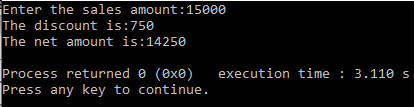 Enter the sales amount:15000
The discount is:750
The net amount is:14250
Process returned 0 (0x0)   execution time : 3.110 s
Press any key to continue.